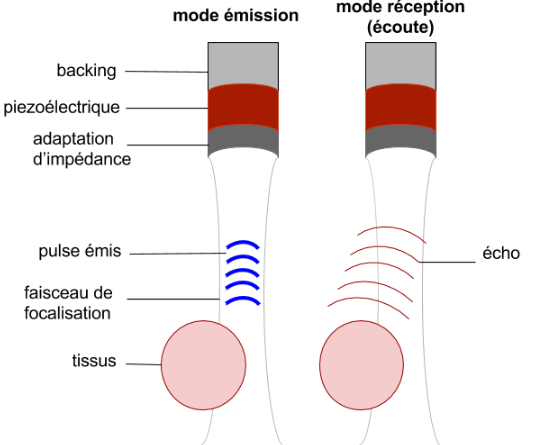 mode émission
mode réception
(écoute)
backing
piezoélectrique
adaptation
d'impédance
pulse émis
écho
faisceau de
focalisation
tissus